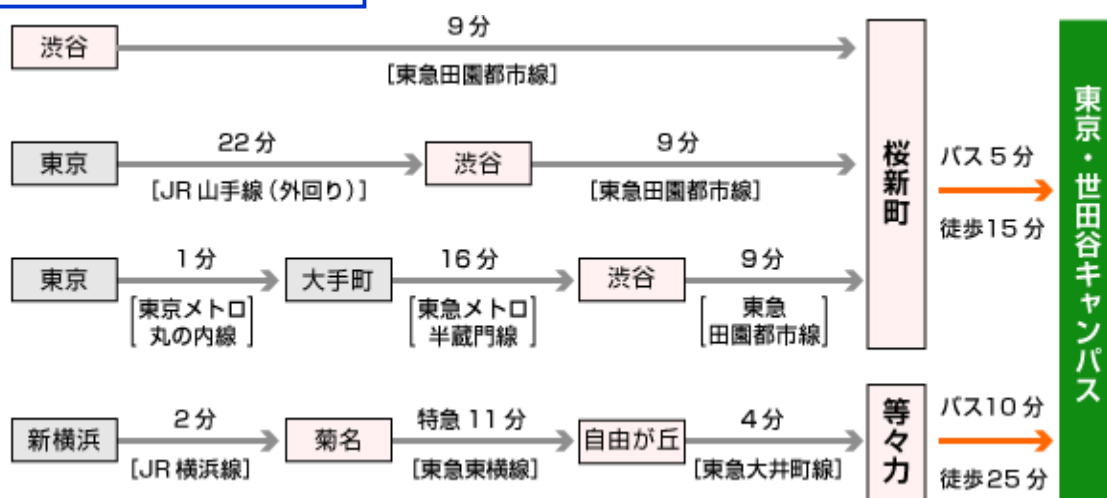 渋谷
9分
[東急田園都市線]
東京
22分
[JR山手線(外回り)]
渋谷
9分
[東急田園都市線]
東京
1分
[東京メトロ
丸の内線]
大手町
16分
[東急メトロ
半蔵門線]
渋谷
9分
[東急
田園都市線]
桜新町
バス5分
徒歩15分
新横浜
2分
[JR横浜線]
菊名
特急11分
[東急東横線]
自由が丘
4分
[東急大井町線]
等々力
バス10分
徒歩25分
東京・世田谷キャンパス